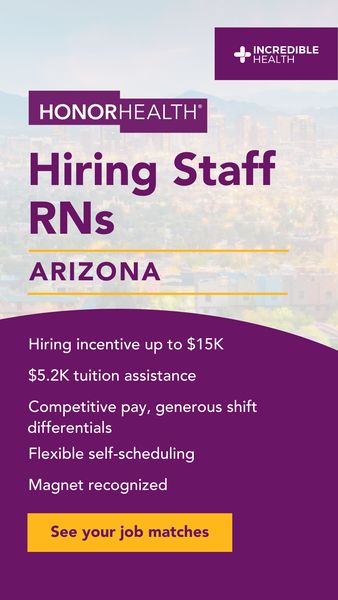 INCREDIBLE
HEALTH
HONORHEALTH®
Hiring Staff
RNs
ARIZONA
Hiring incentive up to $15K
$5.2K tuition assistance
Competitive pay, generous shift
differentials
Flexible self-scheduling
Magnet recognized
See your job matches